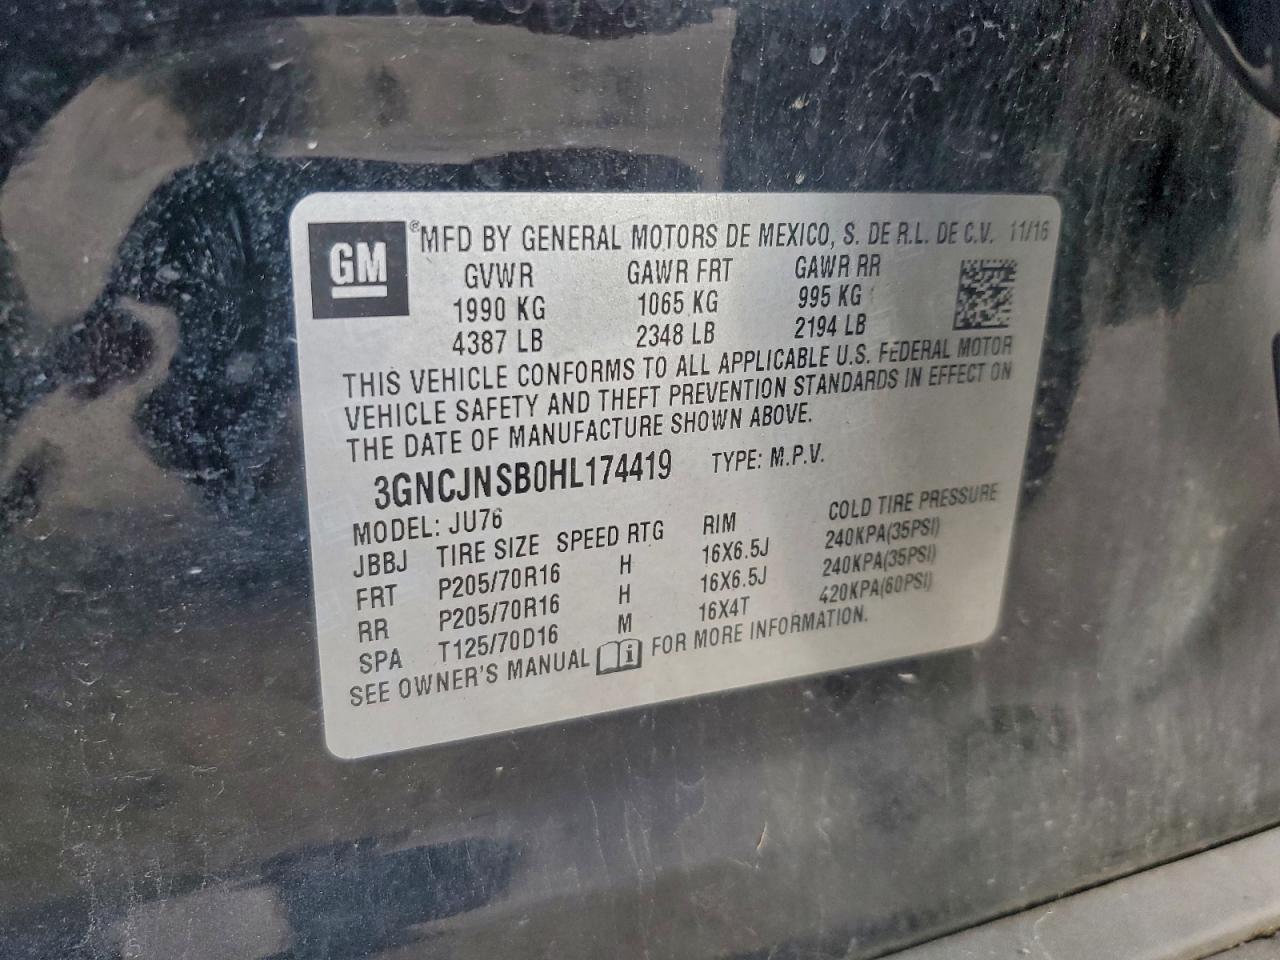 GM ® MFD BY GENERAL MOTORS DE MEXICO, S. DE R.L. DE C.V. 11/16
GVWR GAWR FRT GAWR RR
1990 KG 1065 KG 995 KG
4387 LB 2348 LB 2194 LB
THIS VEHICLE CONFORMS TO ALL APPLICABLE U.S. FEDERAL MOTOR
VEHICLE SAFETY AND THEFT PREVENTION STANDARDS IN EFFECT ON
THE DATE OF MANUFACTURE SHOWN ABOVE.
3GNCJNSB0HL174419 TYPE: M.P.V.
MODEL: JU76
JBBJ TIRE SIZE SPEED RTG RIM COLD TIRE PRESSURE
FRT P205/70R16 H 16X6.5J 240KPA(35PSI)
RR P205/70R16 H 16X6.5J 240KPA(35PSI)
SPA T125/70D16 M 16X4T 420KPA(60PSI)
SEE OWNER'S MANUAL i FOR MORE INFORMATION.